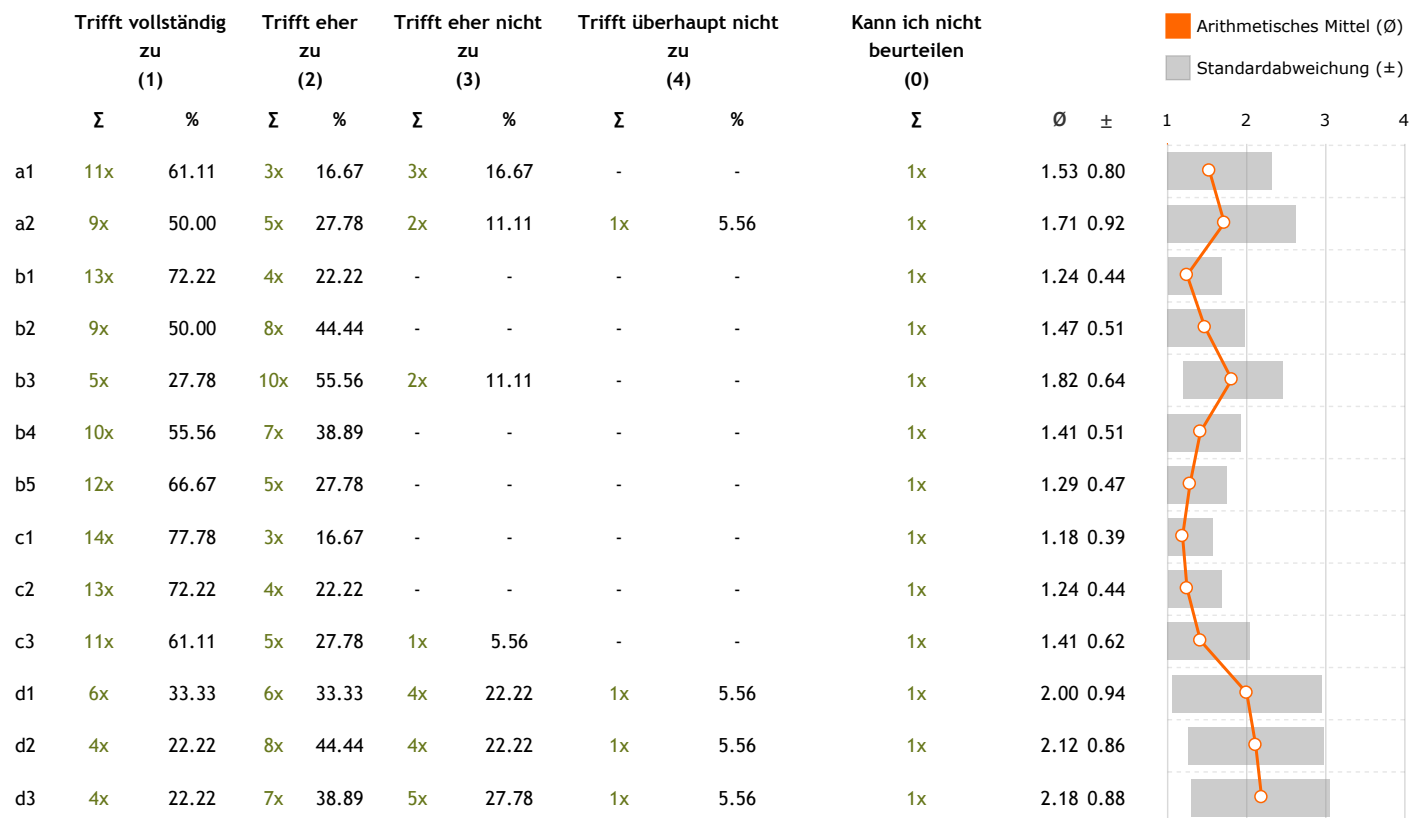 Trifft vollständig zu (1) Trifft eher zu (2) Trifft eher nicht zu (3) Trifft überhaupt nicht zu (4) Kann ich nicht beurteilen (0)
Arithmetisches Mittel (Ø)
Standardabweichung (±)
Σ % Σ % Σ % Σ % Σ Ø ± 1 2 3 4
a1 11x 61.11 3x 16.67 3x 16.67 - - 1x 1.53 0.80
a2 9x 50.00 5x 27.78 2x 11.11 1x 5.56 1x 1.71 0.92
b1 13x 72.22 4x 22.22 - - - - 1x 1.24 0.44
b2 9x 50.00 8x 44.44 - - - - 1x 1.47 0.51
b3 5x 27.78 10x 55.56 2x 11.11 - - 1x 1.82 0.64
b4 10x 55.56 7x 38.89 - - - - 1x 1.41 0.51
b5 12x 66.67 5x 27.78 - - - - 1x 1.29 0.47
c1 14x 77.78 3x 16.67 - - - - 1x 1.18 0.39
c2 13x 72.22 4x 22.22 - - - - 1x 1.24 0.44
c3 11x 61.11 5x 27.78 1x 5.56 - - 1x 1.41 0.62
d1 6x 33.33 6x 33.33 4x 22.22 1x 5.56 1x 2.00 0.94
d2 4x 22.22 8x 44.44 4x 22.22 1x 5.56 1x 2.12 0.86
d3 4x 22.22 7x 38.89 5x 27.78 1x 5.56 1x 2.18 0.88